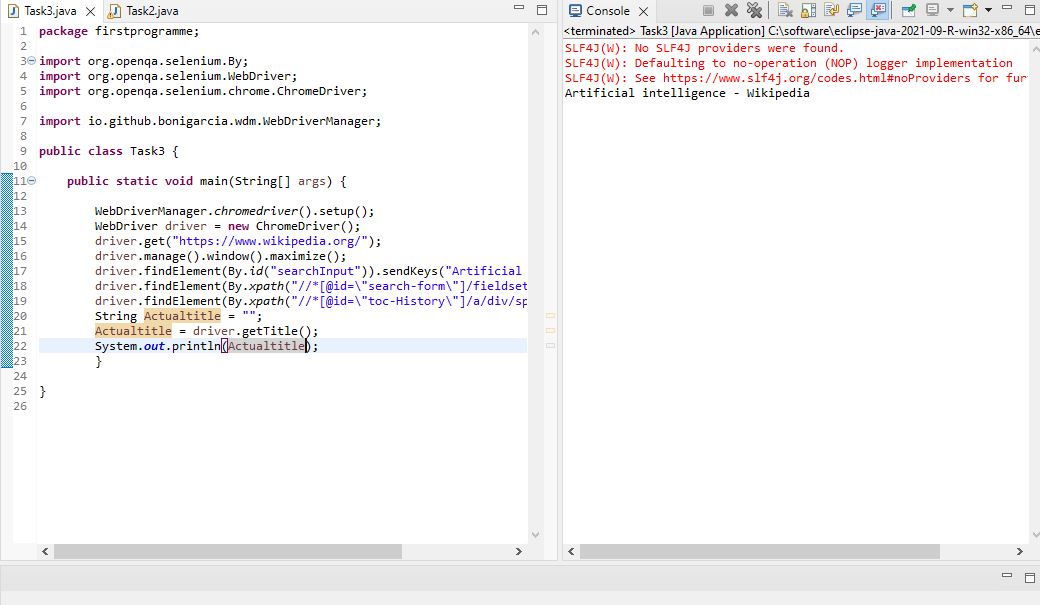 Task3.java
Task2.java
1 package firstprogramme;
2
3 import org.openqa.selenium.By;
4 import org.openqa.selenium.WebDriver;
5 import org.openqa.selenium.chrome.ChromeDriver;
6
7 import io.github.bonigarcia.wdm.WebDriverManager;
8
9 public class Task3 {
10
11 public static void main(String[] args) {
12
13 WebDriverManager.chromedriver().setup();
14 WebDriver driver = new ChromeDriver();
15 driver.get("https://www.wikipedia.org/");
16 driver.manage().window().maximize();
17 driver.findElement(By.id("searchInput")).sendKeys("Artificial
18 driver.findElement(By.xpath("//*[@id=\"search-form\"]/fieldset
19 driver.findElement(By.xpath("//*[@id=\"toc-History\"]/a/div/sp
20 String Actualtitle = "";
21 Actualtitle = driver.getTitle();
22 System.out.println(Actualtitle);
23 }
24
25 }
26
Console
<terminated> Task3 [Java Application] C:\software\eclipse-java-2021-09-R-win32-x86_64\e
SLF4J(W): No SLF4J providers were found.
SLF4J(W): Defaulting to no-operation (NOP) logger implementation
SLF4J(W): See https://www.slf4j.org/codes.html#noProviders for fur
Artificial intelligence - Wikipedia